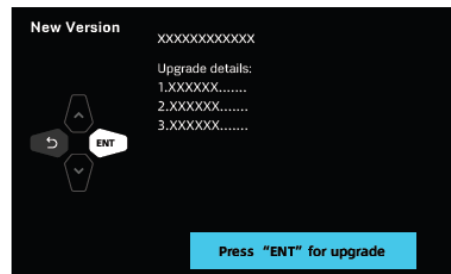 New Version
XXXXXXXXXXXX
Upgrade details:
1.XXXXXX.......
2.XXXXXX.......
3.XXXXXX.......
ENT
Press “ENT” for upgrade